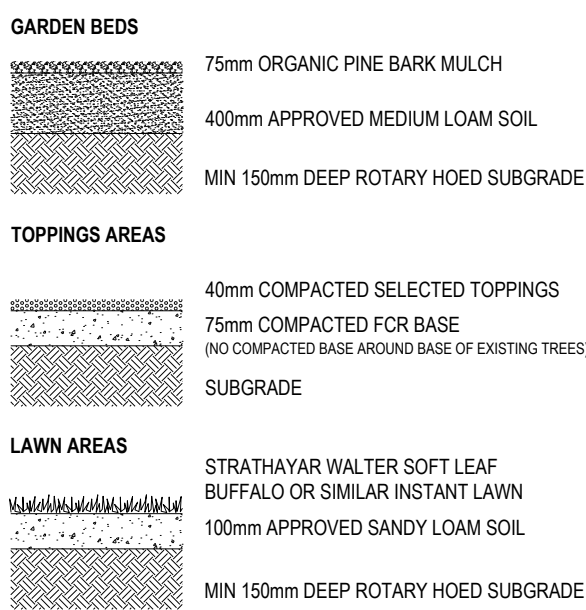 GARDEN BEDS
75mm ORGANIC PINE BARK MULCH
400mm APPROVED MEDIUM LOAM SOIL
MIN 150mm DEEP ROTARY HOED SUBGRADE
TOPPINGS AREAS
40mm COMPACTED SELECTED TOPPINGS
75mm COMPACTED FCR BASE
(NO COMPACTED BASE AROUND BASE OF EXISTING TREES)
SUBGRADE
LAWN AREAS
STRATHAYAR WALTER SOFT LEAF
BUFFALO OR SIMILAR INSTANT LAWN
100mm APPROVED SANDY LOAM SOIL
MIN 150mm DEEP ROTARY HOED SUBGRADE